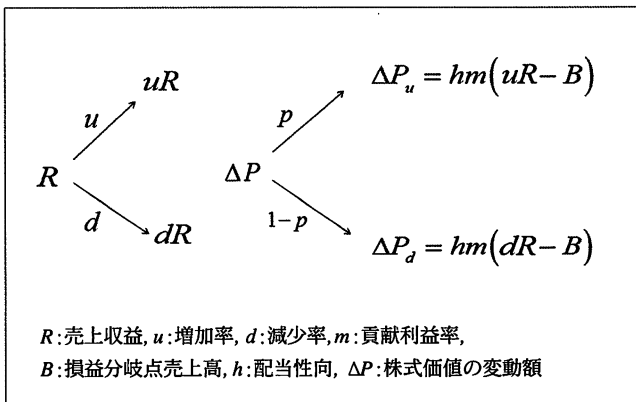 uR
ΔP_u = hm(uR − B)
u
p
R
ΔP
d
1−p
dR
ΔP_d = hm(dR − B)
R:売上収益, u:増加率, d:減少率, m:貢献利益率,
B:損益分岐点売上高, h:配当性向, ΔP:株式価値の変動額